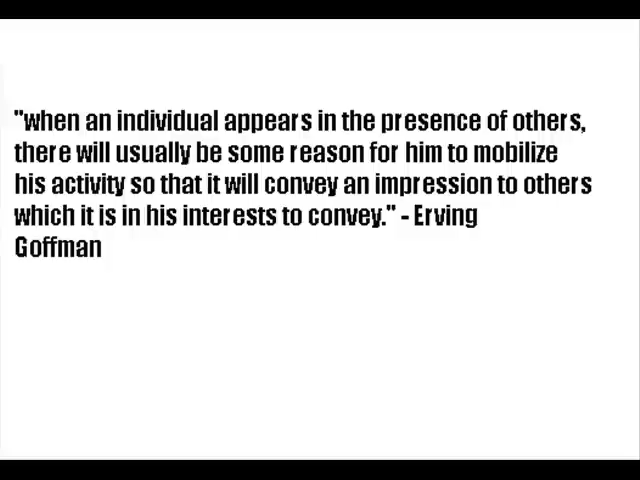 "when an individual appears in the presence of others,
there will usually be some reason for him to mobilize
his activity so that it will convey an impression to others
which it is in his interests to convey." - Erving
Goffman